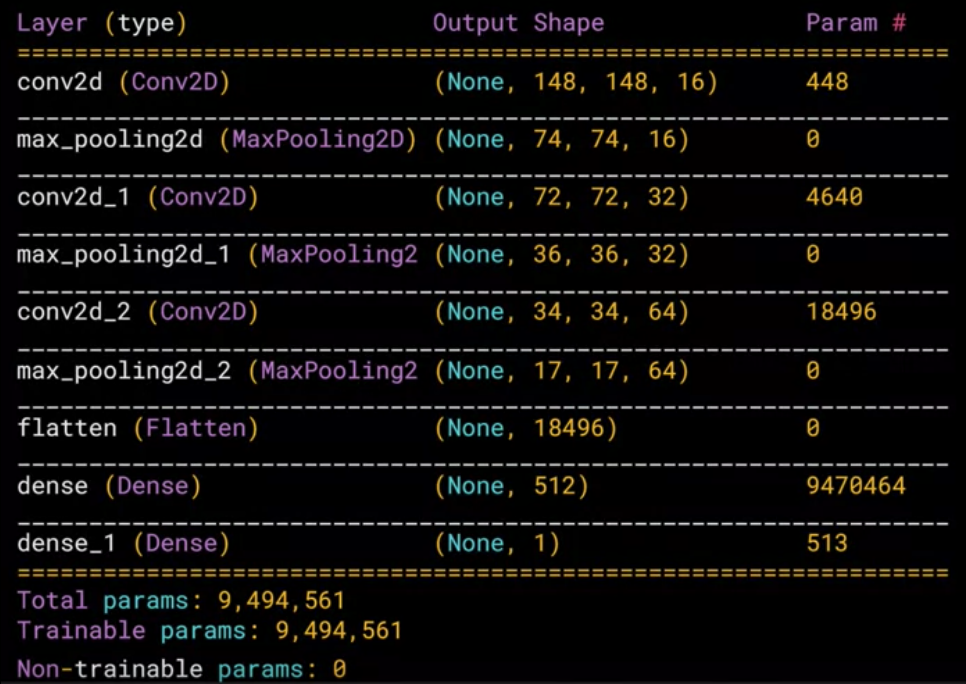 Layer (type) Output Shape Param #
=================================================================
conv2d (Conv2D) (None, 148, 148, 16) 448
_________________________________________________________________
max_pooling2d (MaxPooling2D) (None, 74, 74, 16) 0
_________________________________________________________________
conv2d_1 (Conv2D) (None, 72, 72, 32) 4640
_________________________________________________________________
max_pooling2d_1 (MaxPooling2 (None, 36, 36, 32) 0
_________________________________________________________________
conv2d_2 (Conv2D) (None, 34, 34, 64) 18496
_________________________________________________________________
max_pooling2d_2 (MaxPooling2 (None, 17, 17, 64) 0
_________________________________________________________________
flatten (Flatten) (None, 18496) 0
_________________________________________________________________
dense (Dense) (None, 512) 9470464
_________________________________________________________________
dense_1 (Dense) (None, 1) 513
=================================================================
Total params: 9,494,561
Trainable params: 9,494,561
Non-trainable params: 0